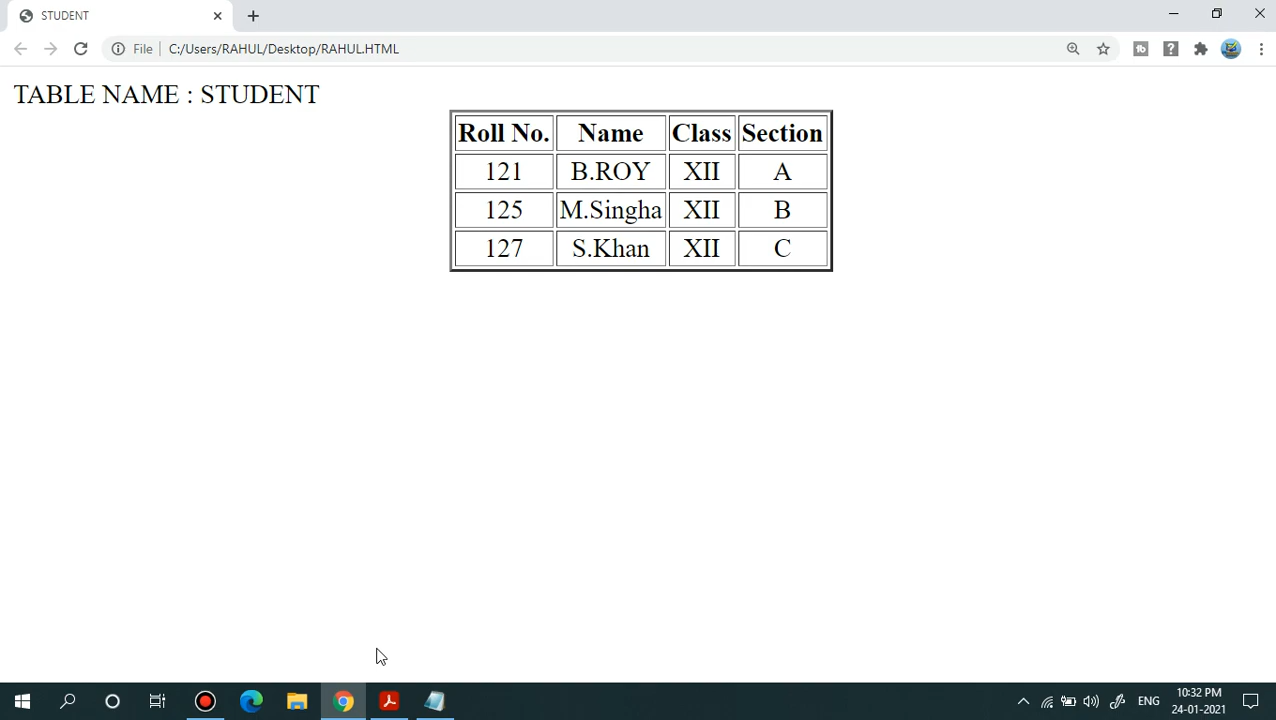 STUDENT
File C:/Users/RAHUL/Desktop/RAHUL.HTML
TABLE NAME : STUDENT
Roll No. Name Class Section
121 B.ROY XII A
125 M.Singha XII B
127 S.Khan XII C
ENG
10:32 PM
24-01-2021